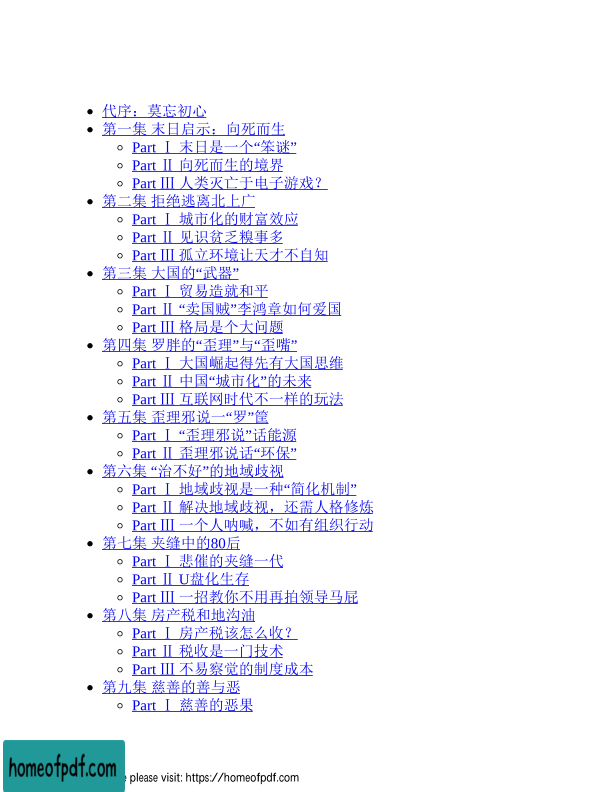 代序：莫忘初心
第一集 末日启示：向死而生
Part Ⅰ 末日是一个“笨谜”
Part Ⅱ 向死而生的境界
Part Ⅲ 人类灭亡于电子游戏？
第二集 拒绝逃离北上广
Part Ⅰ 城市化的财富效应
Part Ⅱ 见识贫乏糗事多
Part Ⅲ 孤立环境让天才不自知
第三集 大国的“武器”
Part Ⅰ 贸易造就和平
Part Ⅱ “卖国贼”李鸿章如何爱国
Part Ⅲ 格局是个大问题
第四集 罗胖的“歪理”与“歪嘴”
Part Ⅰ 大国崛起得先有大国思维
Part Ⅱ 中国“城市化”的未来
Part Ⅲ 互联网时代不一样的玩法
第五集 歪理邪说一“罗”筐
Part Ⅰ “歪理邪说”话能源
Part Ⅱ 歪理邪说话“环保”
第六集 “治不好”的地域歧视
Part Ⅰ 地域歧视是一种“简化机制”
Part Ⅱ 解决地域歧视，还需人格修炼
Part Ⅲ 一个人呐喊，不如有组织行动
第七集 夹缝中的80后
Part Ⅰ 悲催的夹缝一代
Part Ⅱ U盘化生存
Part Ⅲ 一招教你不用再拍领导马屁
第八集 房产税和地沟油
Part Ⅰ 房产税该怎么收？
Part Ⅱ 税收是一门技术
Part Ⅲ 不易察觉的制度成本
第九集 慈善的善与恶
Part Ⅰ 慈善的恶果
homeofpdf.com
please visit: https://homeofpdf.com